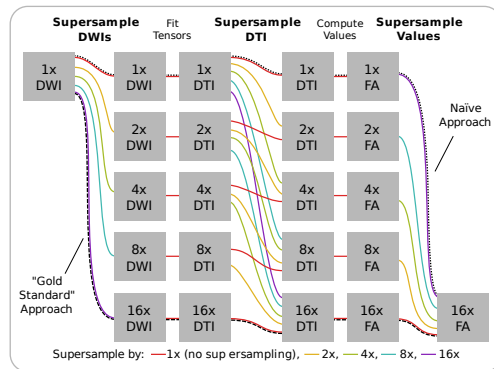 Supersample DWIs
Fit Tensors
Supersample DTI
Compute Values
Supersample Values
1x DWI
1x DWI
1x DTI
1x DTI
1x FA
2x DWI
2x DTI
2x DTI
2x FA
Naïve Approach
4x DWI
4x DTI
4x DTI
4x FA
8x DWI
8x DTI
8x DTI
8x FA
"Gold Standard" Approach
16x DWI
16x DTI
16x DTI
16x FA
16x FA
Supersample by: 1x (no sup ersampling), 2x, 4x, 8x, 16x